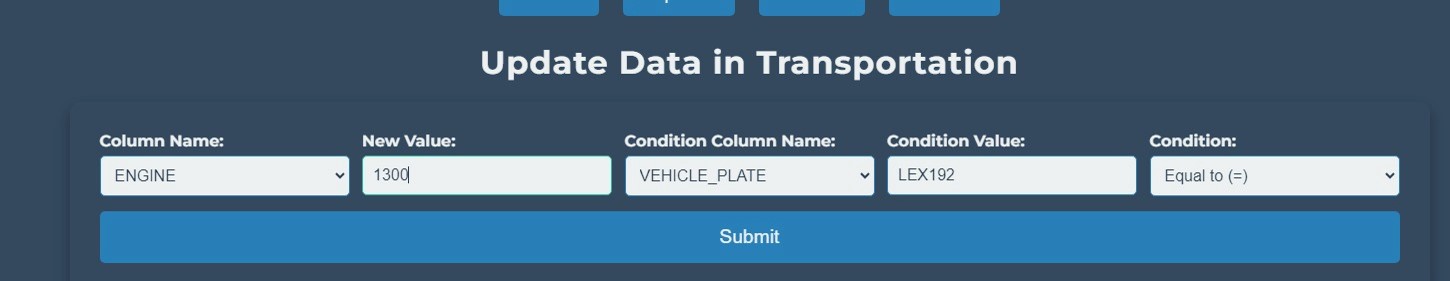 Update Data in Transportation
Column Name: New Value: Condition Column Name: Condition Value: Condition:
ENGINE 1300 VEHICLE_PLATE LEX192 Equal to (=)
Submit